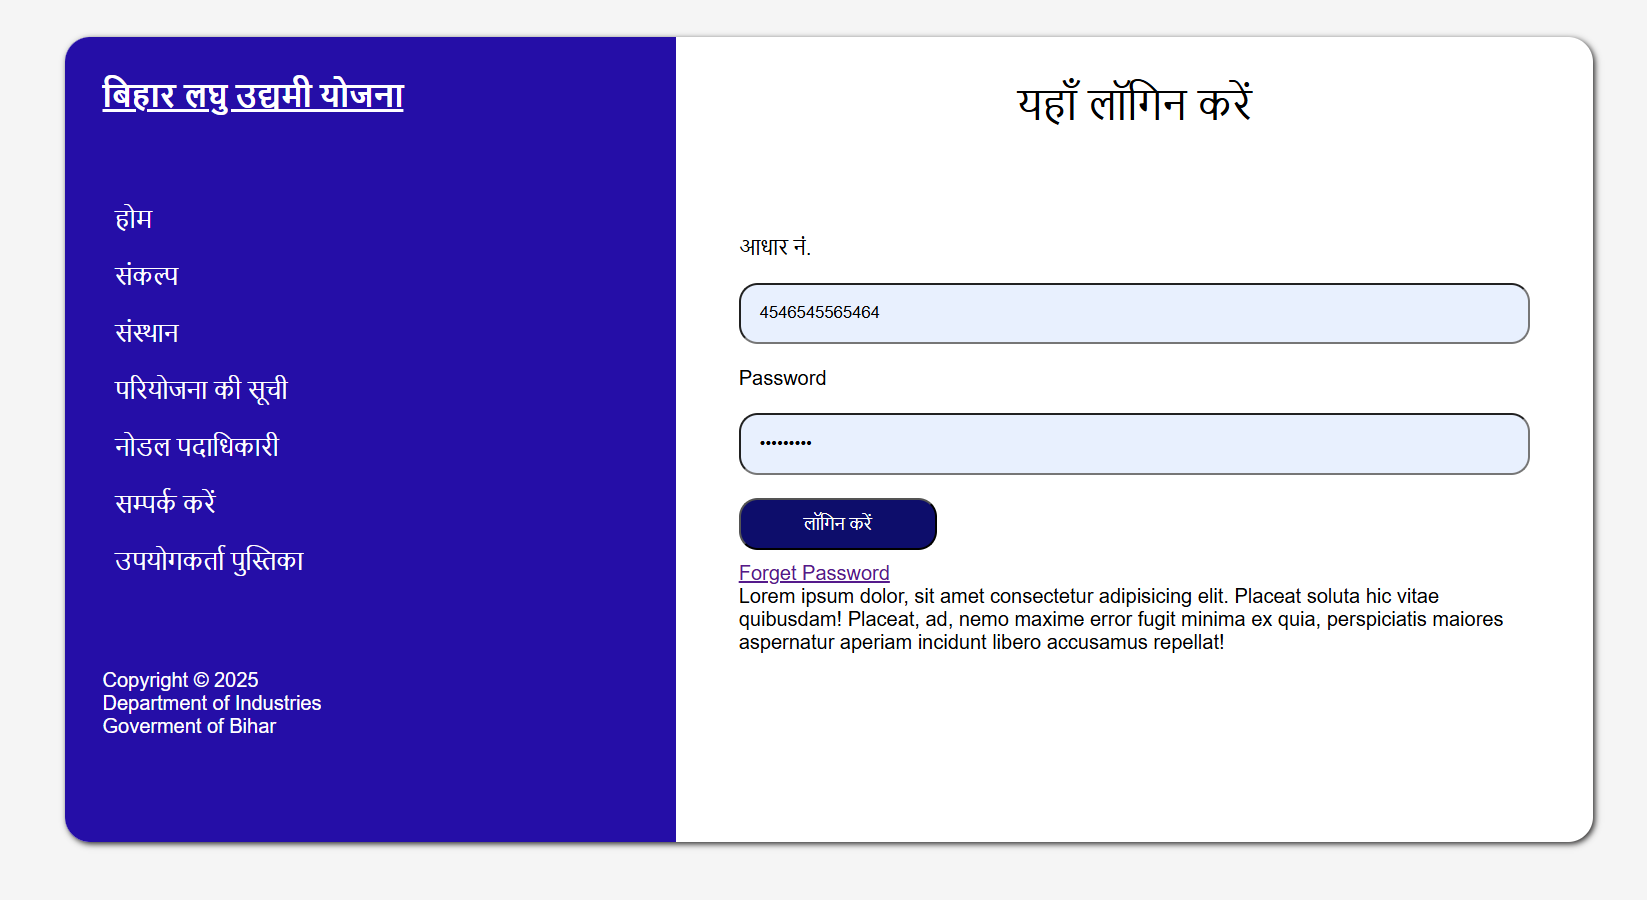 बिहार लघु उद्यमी योजना
होम
संकल्प
संस्थान
परियोजना की सूची
नोडल पदाधिकारी
सम्पर्क करें
उपयोगकर्ता पुस्तिका
Copyright © 2025
Department of Industries
Goverment of Bihar
यहाँ लॉगिन करें
आधार नं.
4546545565464
Password
•••••••••
लॉगिन करें
Forget Password
Lorem ipsum dolor, sit amet consectetur adipisicing elit. Placeat soluta hic vitae
quibusdam! Placeat, ad, nemo maxime error fugit minima ex quia, perspiciatis maiores
aspernatur aperiam incidunt libero accusamus repellat!